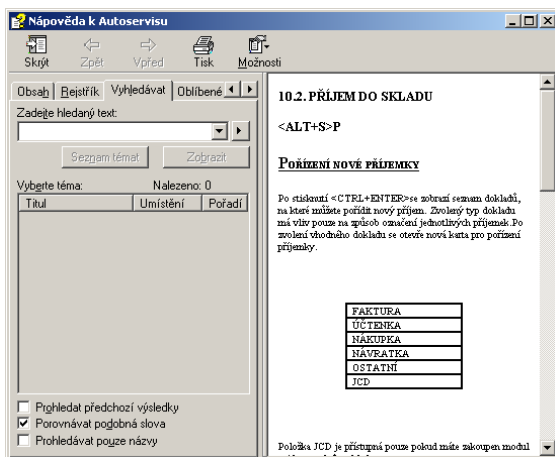 Nápověda k Autoservisu
Skrýt Zpět Vpřed Tisk Možnosti
Obsah Rejstřík Vyhledávat Oblíbené
Zadejte hledaný text:
Seznam témat Zobrazit
Vyberte téma: Nalezeno: 0
Titul Umístění Pořadí
Prohledat předchozí výsledky
Porovnávat podobná slova
Prohledávat pouze názvy
10.2. PŘÍJEM DO SKLADU
<ALT+S>P
POŘÍZENÍ NOVÉ PŘÍJEMKY
Po stisknutí <CTRL+ENTER>se zobrazí seznam dokladů,
na které můžete pořídit nový příjem. Zvolený typ dokladu
má vliv pouze na způsob označení jednotlivých příjemek.Po
zvolení vhodného dokladu se otevře nová karta pro pořízení
příjemky.
FAKTURA
ÚČTENKA
NÁKUPKA
NÁVRATKA
OSTATNÍ
JCD
Položka JCD je přístupná pouze pokud máte zakoupen modul